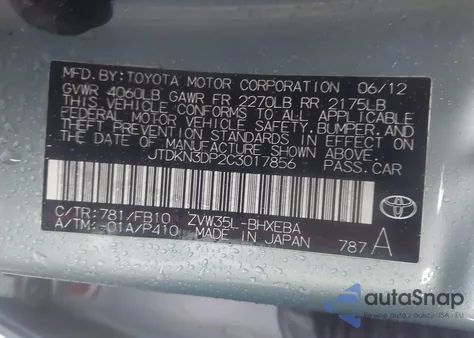 MFD. BY: TOYOTA MOTOR CORPORATION 06/12
GVWR 4060LB GAWR FR 2270LB RR 2175LB
THIS VEHICLE CONFORMS TO ALL APPLICABLE
FEDERAL MOTOR VEHICLE SAFETY, BUMPER, AND
THEFT PREVENTION STANDARDS IN EFFECT ON
THE DATE OF MANUFACTURE SHOWN ABOVE.
JTDKN3DP2C3017856 PASS. CAR
C/TR: 781/FB10 ZVW35L-BHXEBA
A/TM: -01A/P410 MADE IN JAPAN 787 A
TOYOTA
autoSnap